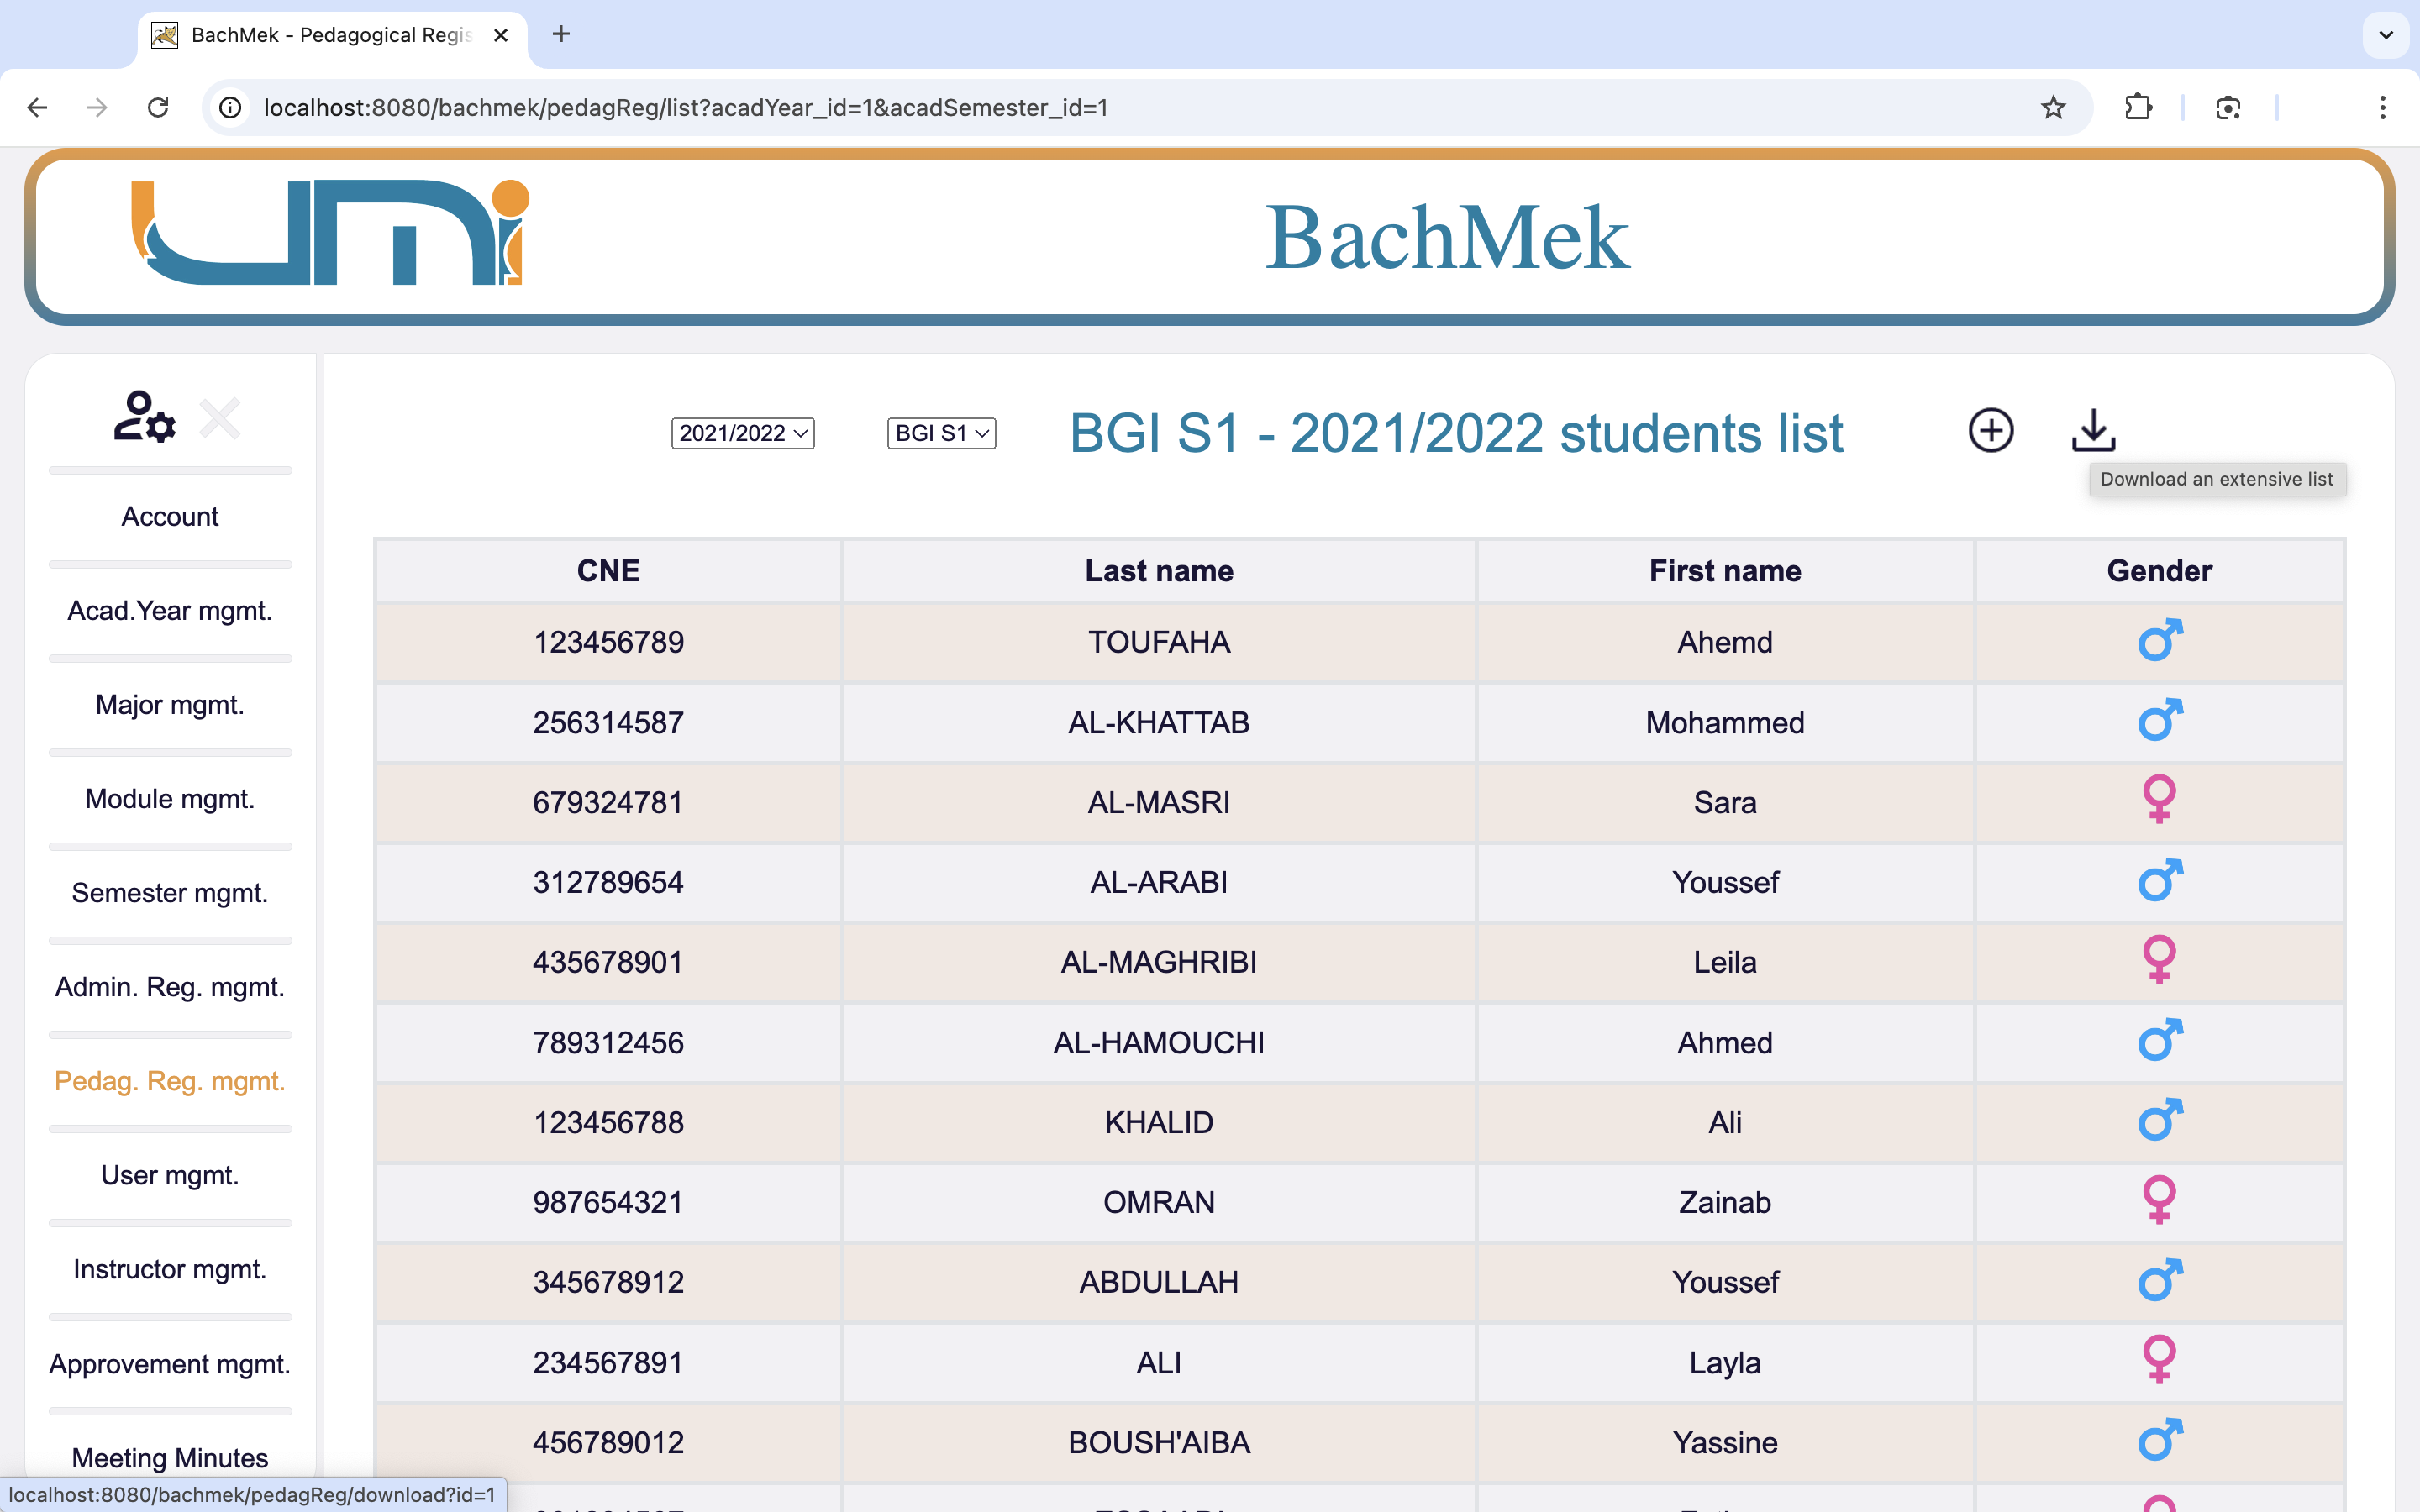 BachMek - Pedagogical Regis
localhost:8080/bachmek/pedagReg/list?acadYear_id=1&acadSemester_id=1
umi
BachMek
2021/2022
BGI S1
BGI S1 - 2021/2022 students list
Download an extensive list
Account
Acad.Year mgmt.
Major mgmt.
Module mgmt.
Semester mgmt.
Admin. Reg. mgmt.
Pedag. Reg. mgmt.
User mgmt.
Instructor mgmt.
Approvement mgmt.
Meeting Minutes
CNE Last name First name Gender
123456789 TOUFAHA Ahemd
256314587 AL-KHATTAB Mohammed
679324781 AL-MASRI Sara
312789654 AL-ARABI Youssef
435678901 AL-MAGHRIBI Leila
789312456 AL-HAMOUCHI Ahmed
123456788 KHALID Ali
987654321 OMRAN Zainab
345678912 ABDULLAH Youssef
234567891 ALI Layla
456789012 BOUSH'AIBA Yassine
localhost:8080/bachmek/pedagReg/download?id=1